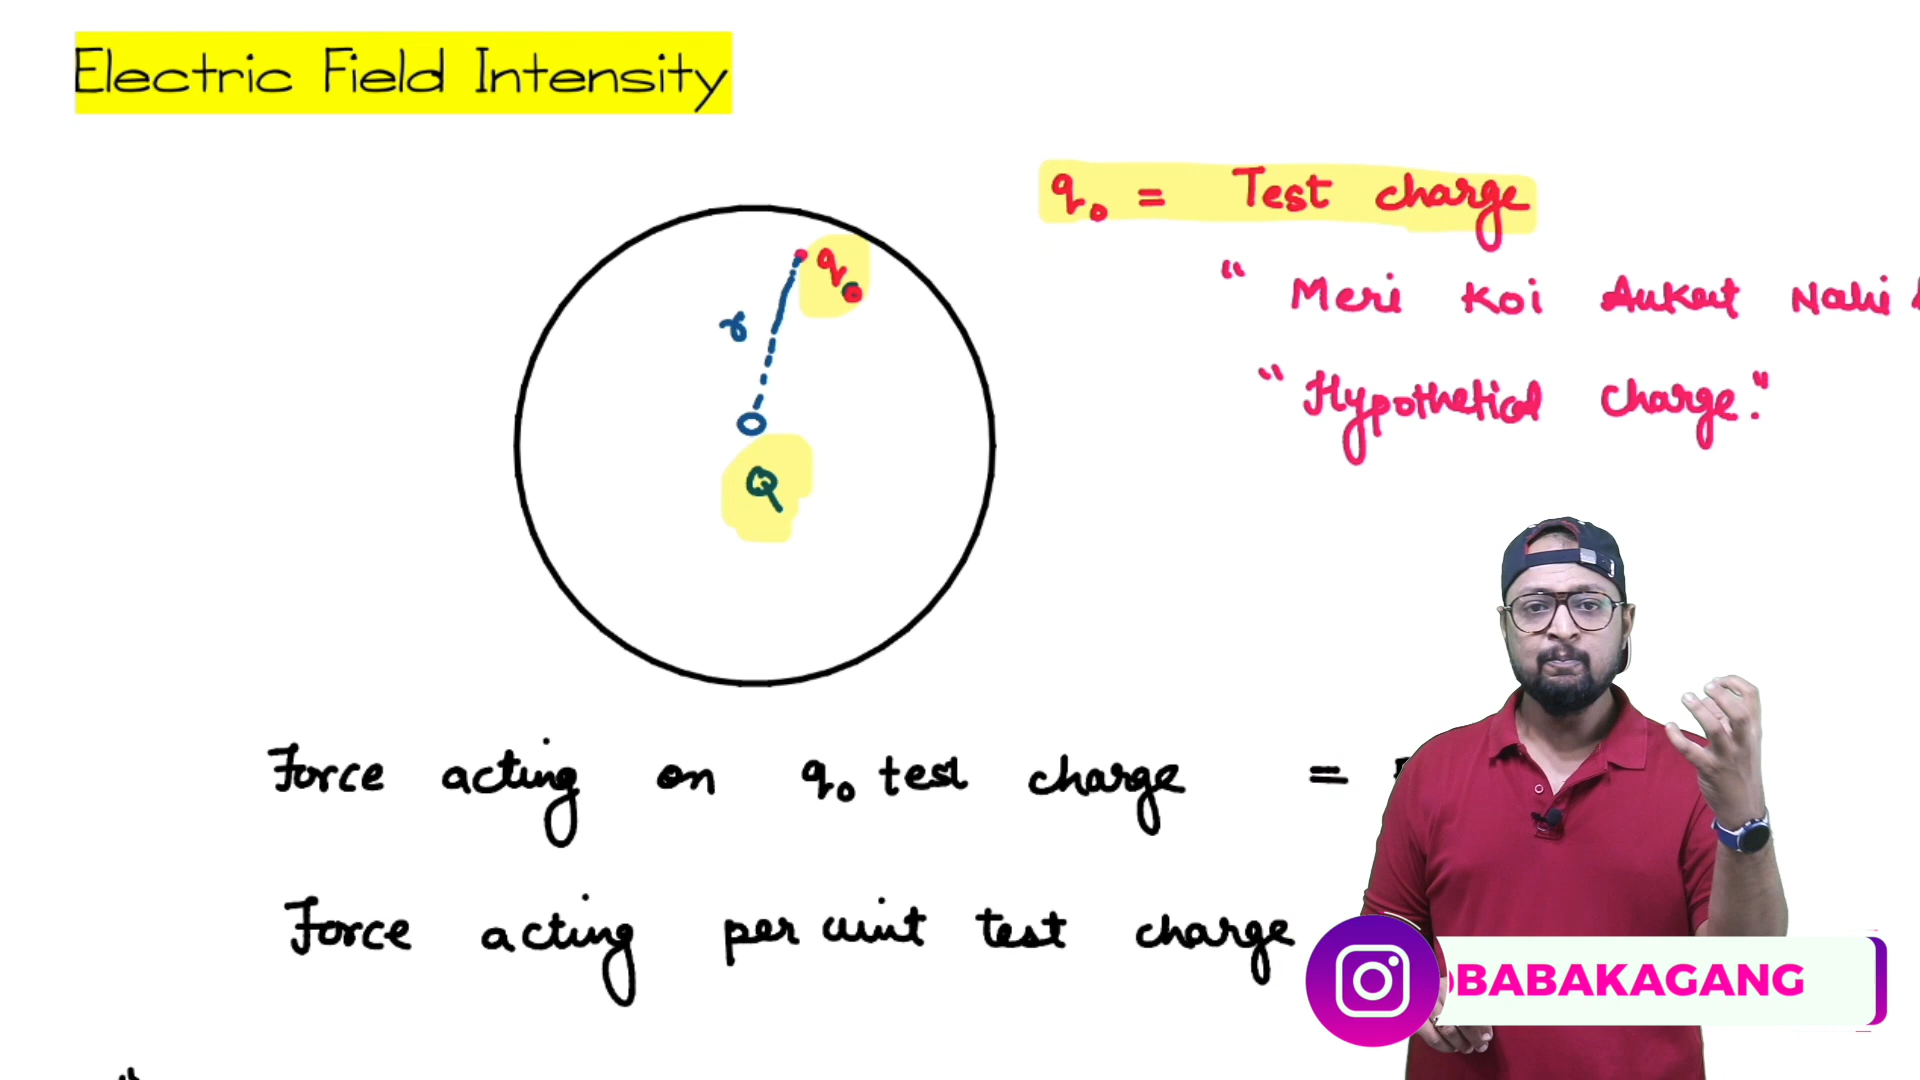 Electric Field Intensity
q₀ = Test charge
" Meri Koi Aukat Nahi
" Hypothetical Charge."
q₀
r
Q
Force acting on q₀ test charge =
Force acting per unit test charge
BABAKAGANG